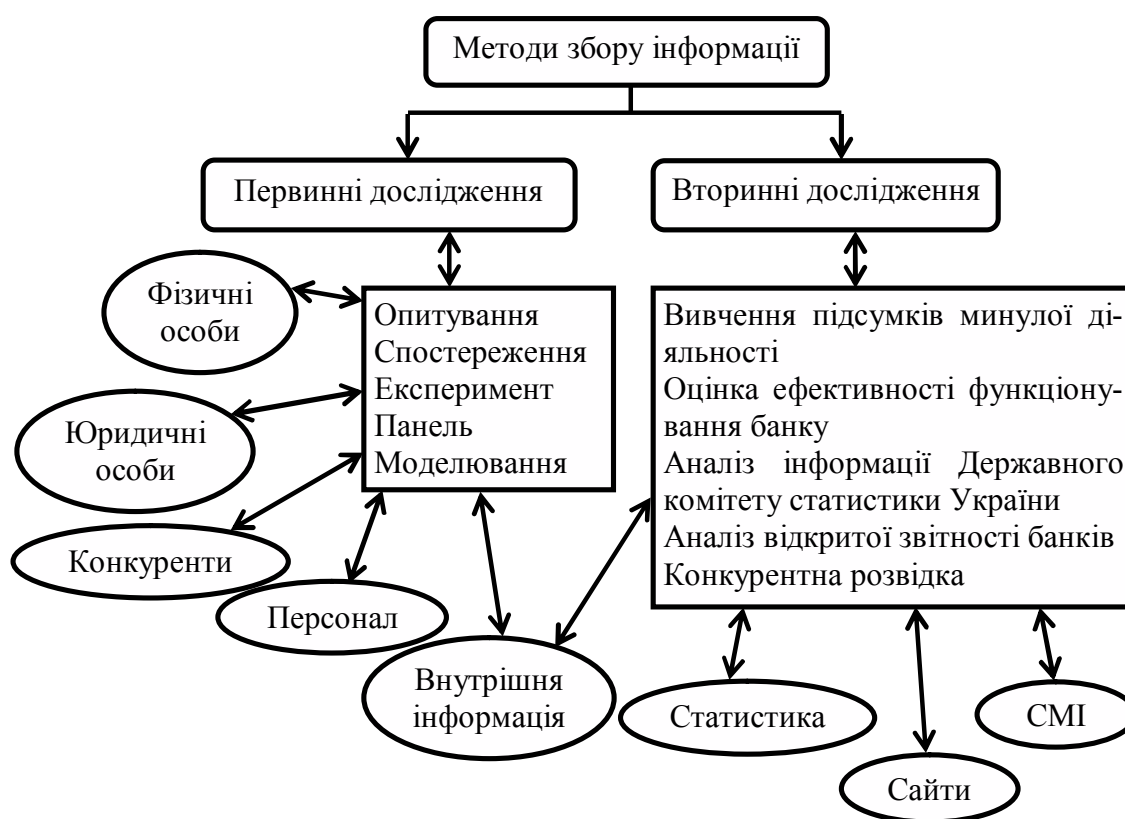 Методи збору інформації
Первинні дослідження
Вторинні дослідження
Фізичні
особи
Юридичні
особи
Конкуренти
Персонал
Внутрішня
інформація
Опитування
Спостереження
Експеримент
Панель
Моделювання
Вивчення підсумків минулої ді-
яльності
Оцінка ефективності функціону-
вання банку
Аналіз інформації Державного
комітету статистики України
Аналіз відкритої звітності банків
Конкурентна розвідка
Статистика
Сайти
СМІ